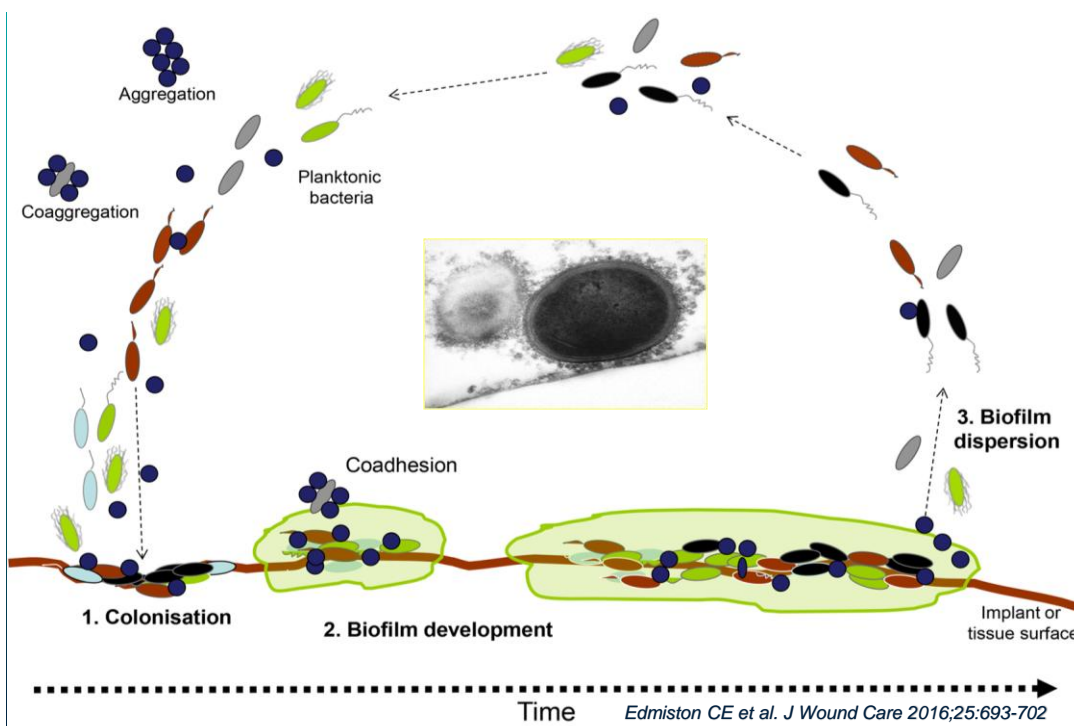 Aggregation
Coaggregation
Planktonic
bacteria
3. Biofilm
dispersion
Coadhesion
1. Colonisation
2. Biofilm development
Implant or
tissue surface
Time
Edmiston CE et al. J Wound Care 2016;25:693-702